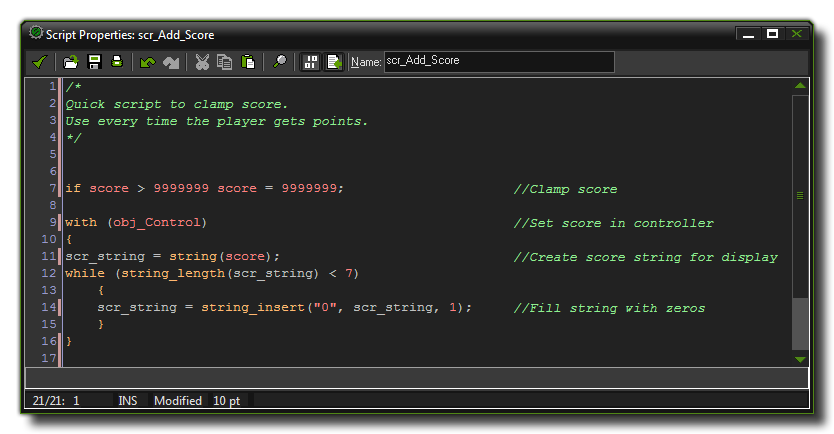 Script Properties: scr_Add_Score
Name: scr_Add_Score
1 /*
2 Quick script to clamp score.
3 Use every time the player gets points.
4 */
5
6
7 if score > 9999999 score = 9999999; //Clamp score
8
9 with (obj_Control) //Set score in controller
10 {
11 scr_string = string(score); //Create score string for display
12 while (string_length(scr_string) < 7)
13 {
14 scr_string = string_insert("0", scr_string, 1); //Fill string with zeros
15 }
16 }
17
21/21: 1 INS Modified 10 pt